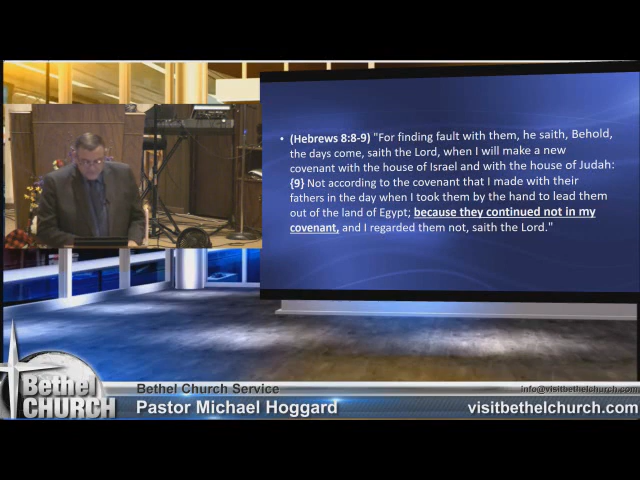 • (Hebrews 8:8-9) "For finding fault with them, he saith, Behold,
the days come, saith the Lord, when I will make a new
covenant with the house of Israel and with the house of Judah:
{9} Not according to the covenant that I made with their
fathers in the day when I took them by the hand to lead them
out of the land of Egypt; because they continued not in my
covenant, and I regarded them not, saith the Lord."
Bethel
CHURCH
Bethel Church Service
info@visitbethelchurch.com
Pastor Michael Hoggard
visitbethelchurch.com